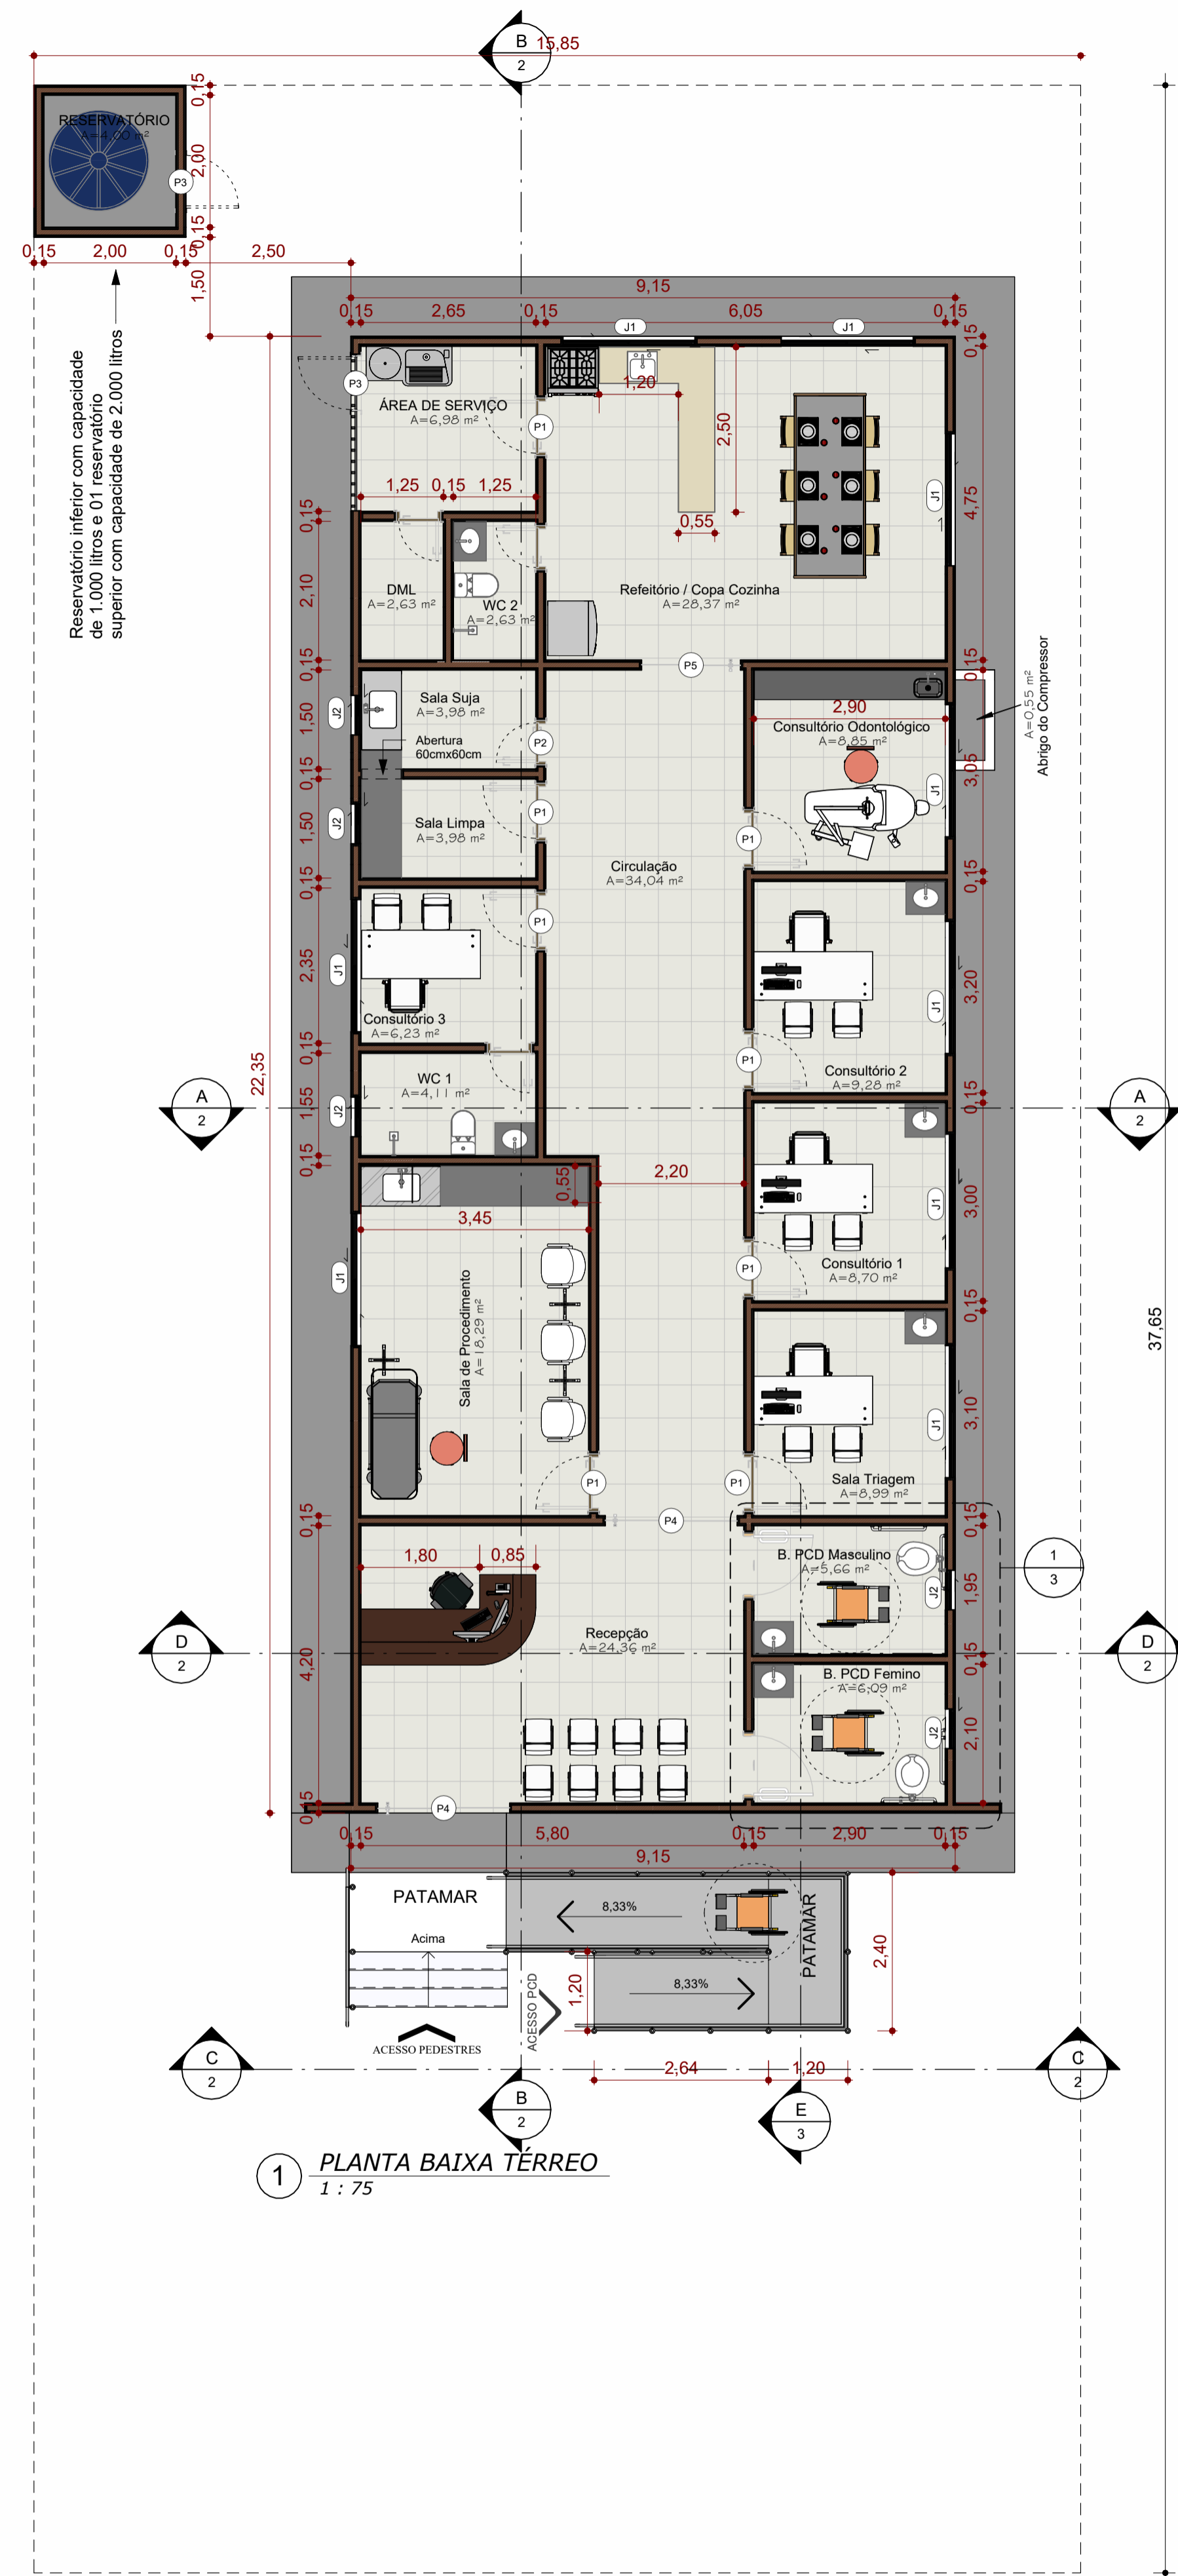 B
2
15,85
0,15
RESERVATÓRIO
A=4,00 m²
2,00
P3
0,15
0,15
2,00
0,15
2,50
1,50
Reservatório inferior com capacidade
de 1.000 litros e 01 reservatório
superior com capacidade de 2.000 litros
9,15
0,15
2,65
0,15
6,05
0,15
J1
J1
0,15
P3
ÁREA DE SERVIÇO
A=6,98 m²
P1
1,20
2,50
0,55
J1
4,75
1,25
0,15
1,25
0,15
2,10
DML
A=2,63 m²
WC 2
A=2,63 m²
Refeitório / Copa Cozinha
A=28,37 m²
0,15
P5
0,15
J2
1,50
Sala Suja
A=3,98 m²
Abertura
60cmx60cm
P2
2,90
Consultório Odontológico
A=8,85 m²
J1
3,05
A=0,55 m²
Abrigo do Compressor
0,15
J2
1,50
Sala Limpa
A=3,98 m²
P1
P1
Circulação
A=34,04 m²
0,15
0,15
P1
2,35
J1
Consultório 3
A=6,23 m²
J1
3,20
P1
Consultório 2
A=9,28 m²
0,15
22,35
0,15
A
2
1,55
J2
WC 1
A=4,11 m²
A
2
0,15
0,55
2,20
3,45
J1
3,00
J1
P1
Consultório 1
A=8,70 m²
0,15
Sala de Procedimento
A=18,29 m²
37,65
J1
3,10
P1
P1
Sala Triagem
A=8,99 m²
0,15
P4
0,15
1,80
0,85
B. PCD Masculino
A=5,66 m²
J2
1,95
1
3
Recepção
A=24,36 m²
4,20
D
2
D
2
0,15
B. PCD Femino
A=6,09 m²
J2
2,10
0,15
P4
0,15
5,80
0,15
2,90
0,15
9,15
PATAMAR
8,33%
PATAMAR
Acima
2,40
1,20
8,33%
ACESSO PCD
ACESSO PEDESTRES
C
2
C
2
2,64
1,20
B
2
E
3
1
PLANTA BAIXA TÉRREO
1 : 75